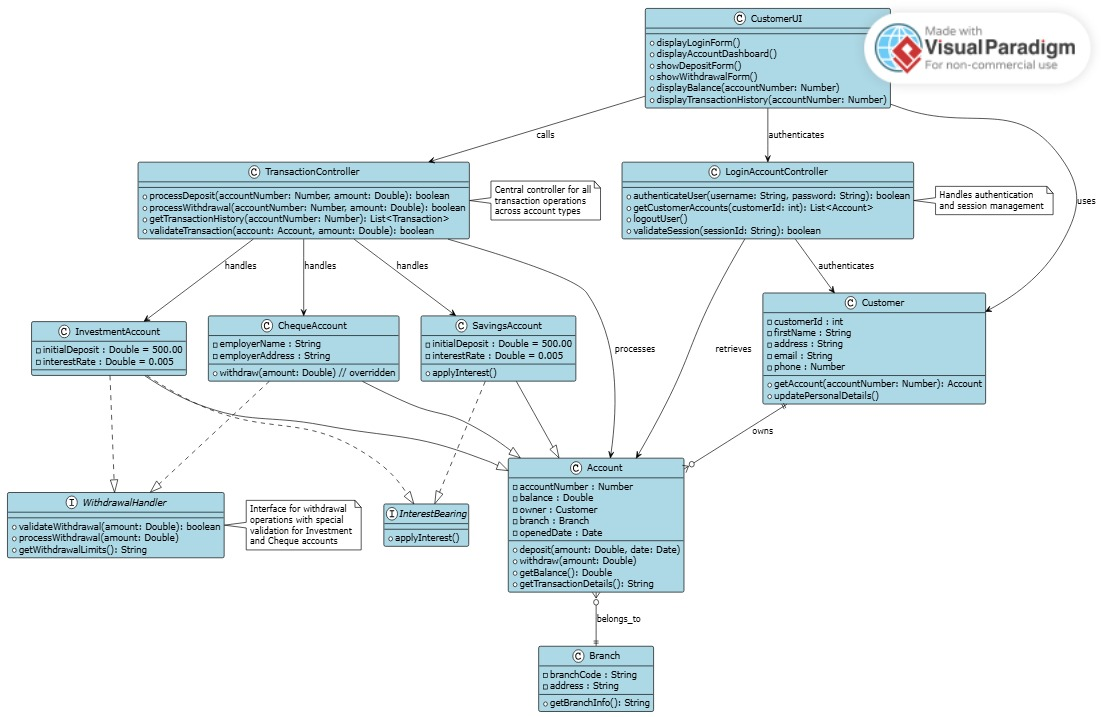 C CustomerUI
displayLoginForm()
displayAccountDashboard()
showDepositForm()
showWithdrawalForm()
displayBalance(accountNumber: Number)
displayTransactionHistory(accountNumber: Number)
Made with
Visual Paradigm
For non-commercial use
calls
authenticates
uses
C TransactionController
processDeposit(accountNumber: Number, amount: Double): boolean
processWithdrawal(accountNumber: Number, amount: Double): boolean
getTransactionHistory(accountNumber: Number): List<Transaction>
validateTransaction(account: Account, amount: Double): boolean
Central controller for all
transaction operations
across account types
C LoginAccountController
authenticateUser(username: String, password: String): boolean
getCustomerAccounts(customerId: int): List<Account>
logoutUser()
validateSession(sessionId: String): boolean
Handles authentication
and session management
handles
handles
handles
authenticates
processes
retrieves
C InvestmentAccount
initialDeposit : Double = 500.00
interestRate : Double = 0.005
C ChequeAccount
employerName : String
employerAddress : String
withdraw(amount: Double) // overridden
C SavingsAccount
initialDeposit : Double = 500.00
interestRate : Double = 0.005
applyInterest()
C Customer
customerId : int
firstName : String
address : String
email : String
phone : Number
getAccount(accountNumber: Number): Account
updatePersonalDetails()
owns
I WithdrawalHandler
validateWithdrawal(amount: Double): boolean
processWithdrawal(amount: Double)
getWithdrawalLimits(): String
Interface for withdrawal
operations with special
validation for Investment
and Cheque accounts
I InterestBearing
applyInterest()
C Account
accountNumber : Number
balance : Double
owner : Customer
branch : Branch
openedDate : Date
deposit(amount: Double, date: Date)
withdraw(amount: Double)
getBalance(): Double
getTransactionDetails(): String
belongs_to
C Branch
branchCode : String
address : String
getBranchInfo(): String